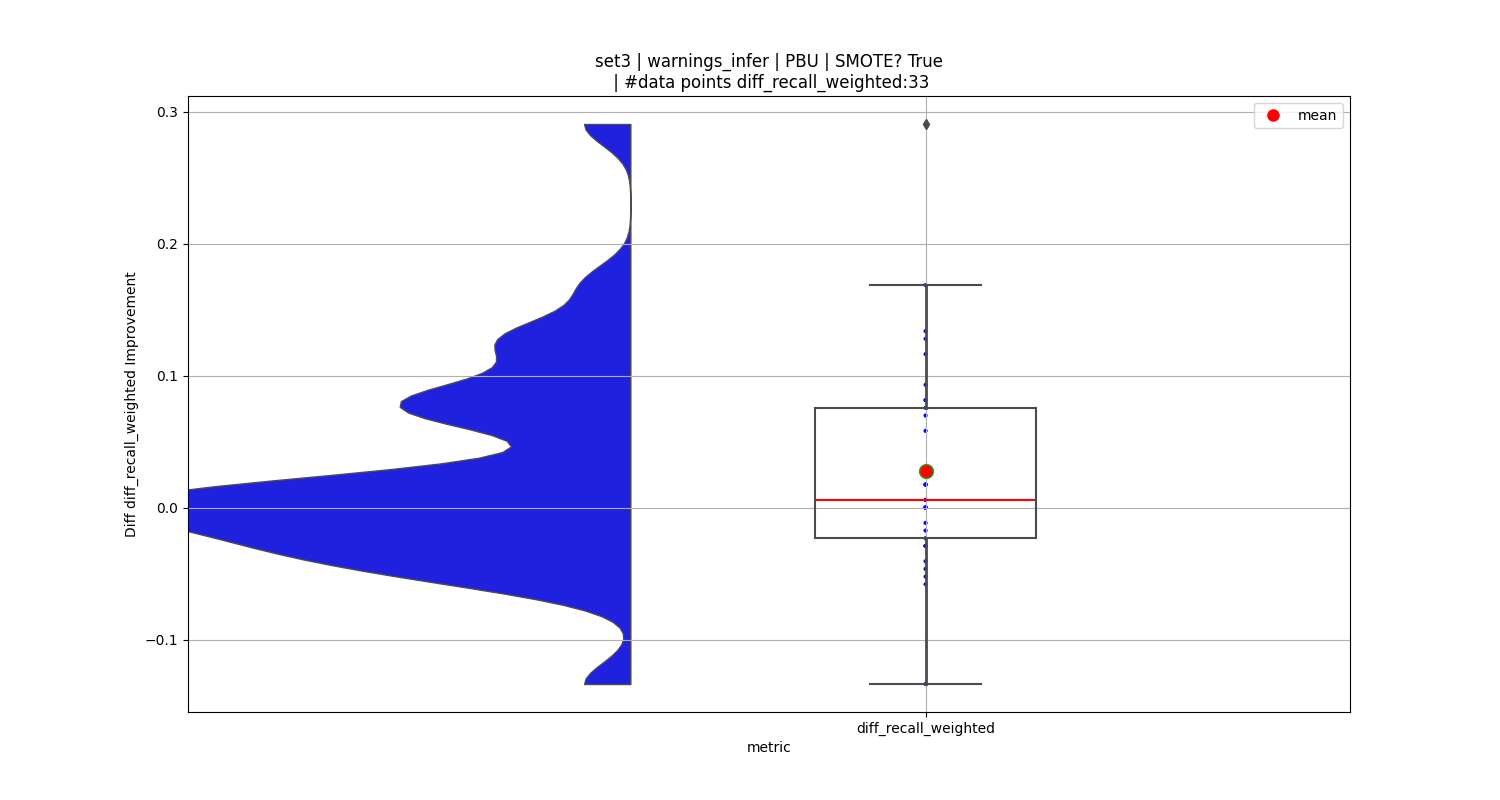 set3 | warnings_infer | PBU | SMOTE? True
| #data points diff_recall_weighted:33
mean
0.3
0.2
0.1
0.0
−0.1
Diff diff_recall_weighted Improvement
diff_recall_weighted
metric